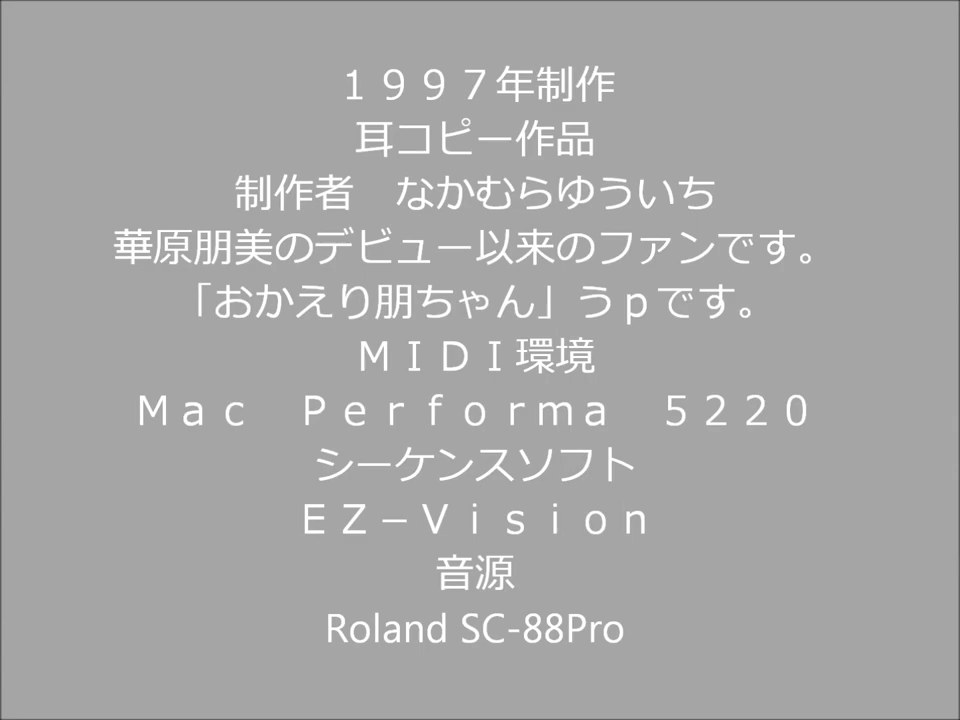 １９９７年制作
耳コピー作品
制作者　なかむらゆういち
華原朋美のデビュー以来のファンです。
「おかえり朋ちゃん」うｐです。
ＭＩＤＩ環境
Ｍａｃ　Ｐｅｒｆｏｒｍａ　５２２０
シーケンスソフト
ＥＺ－Ｖｉｓｉｏｎ
音源
Roland SC-88Pro